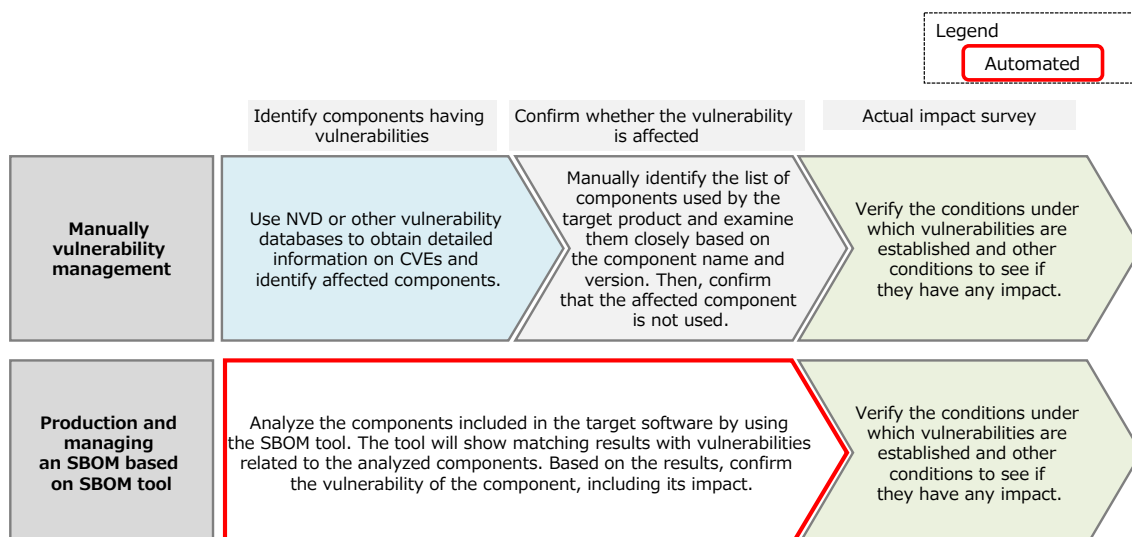 Legend
Automated
Identify components having
vulnerabilities
Confirm whether the vulnerability
is affected
Actual impact survey
Manually
vulnerability
management
Use NVD or other vulnerability
databases to obtain detailed
information on CVEs and
identify affected components.
Manually identify the list of
components used by the
target product and examine
them closely based on
the component name and
version. Then, confirm
that the affected component
is not used.
Verify the conditions under
which vulnerabilities are
established and other
conditions to see if
they have any impact.
Production and
managing
an SBOM based
on SBOM tool
Analyze the components included in the target software by using
the SBOM tool. The tool will show matching results with vulnerabilities
related to the analyzed components. Based on the results, confirm
the vulnerability of the component, including its impact.
Verify the conditions under
which vulnerabilities are
established and other
conditions to see if
they have any impact.